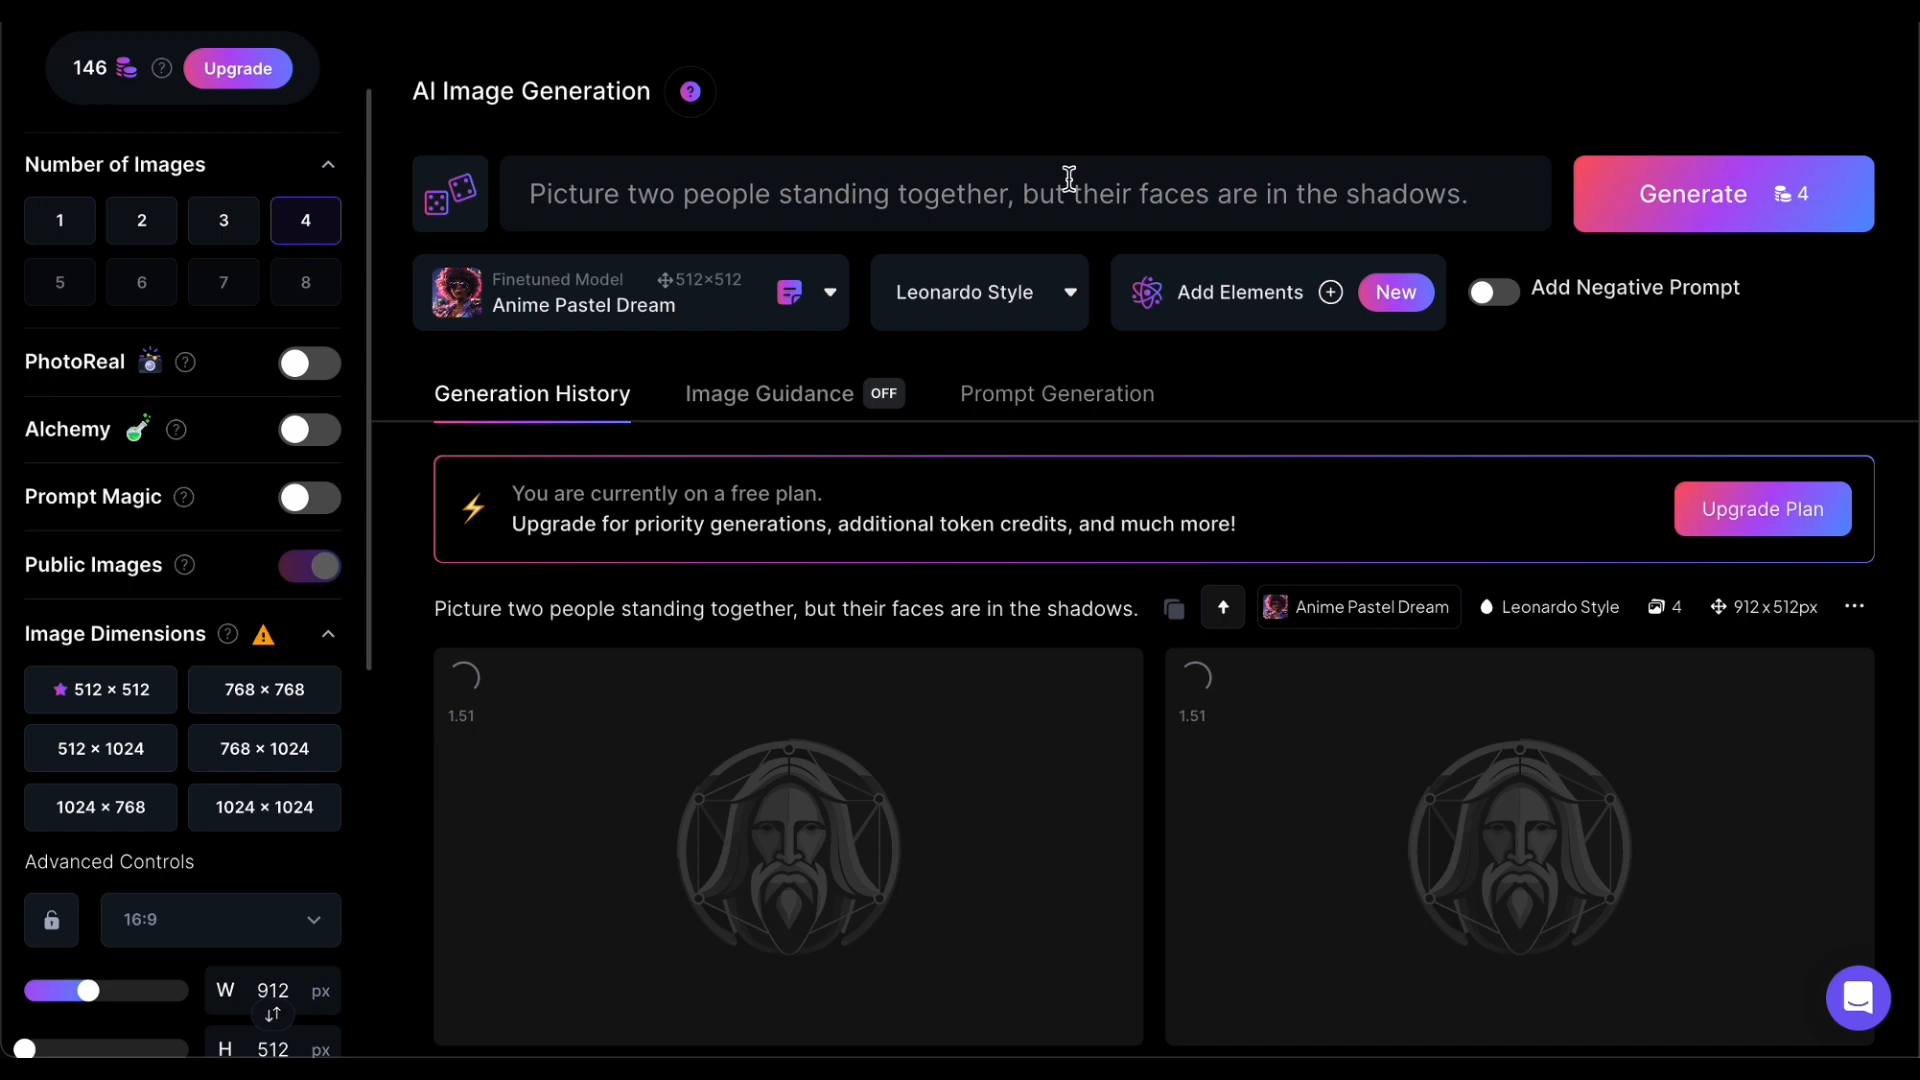 146 Upgrade
Number of Images
1 2 3 4
5 6 7 8
PhotoReal
Alchemy
Prompt Magic
Public Images
Image Dimensions
512 × 512 768 × 768
512 × 1024 768 × 1024
1024 × 768 1024 × 1024
Advanced Controls
16:9
W 912 px
H 512 px
AI Image Generation ?
Picture two people standing together, but their faces are in the shadows.
Generate 4
Finetuned Model 512×512
Anime Pastel Dream
Leonardo Style
Add Elements New
Add Negative Prompt
Generation History Image Guidance OFF Prompt Generation
You are currently on a free plan.
Upgrade for priority generations, additional token credits, and much more!
Upgrade Plan
Picture two people standing together, but their faces are in the shadows. Anime Pastel Dream Leonardo Style 4 912 x 512px
1.51 1.51